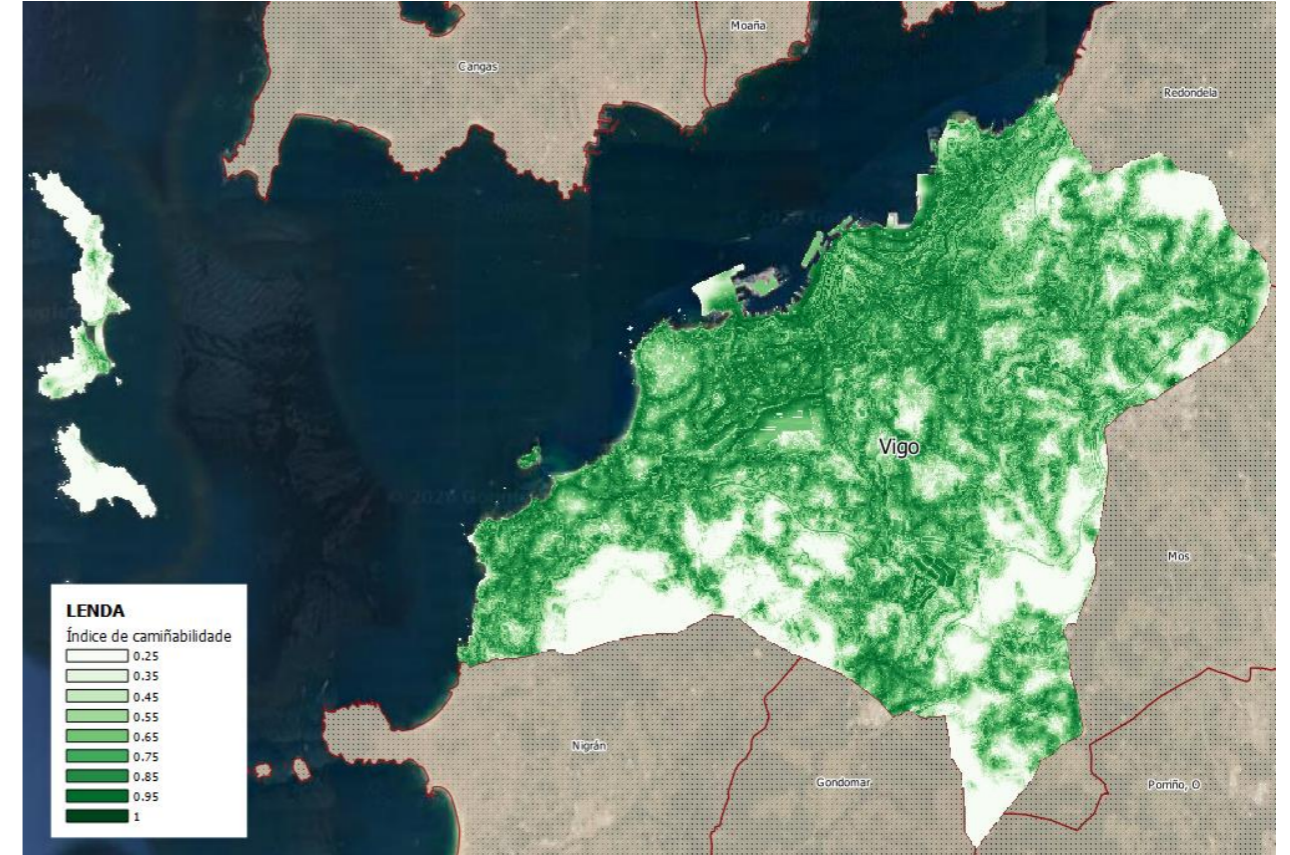 Moaña
Cangas
Redondela
Vigo
Mos
Nigrán
Gondomar
Porriño, O
LENDA
Índice de camiñabilidade
0.25
0.35
0.45
0.55
0.65
0.75
0.85
0.95
1